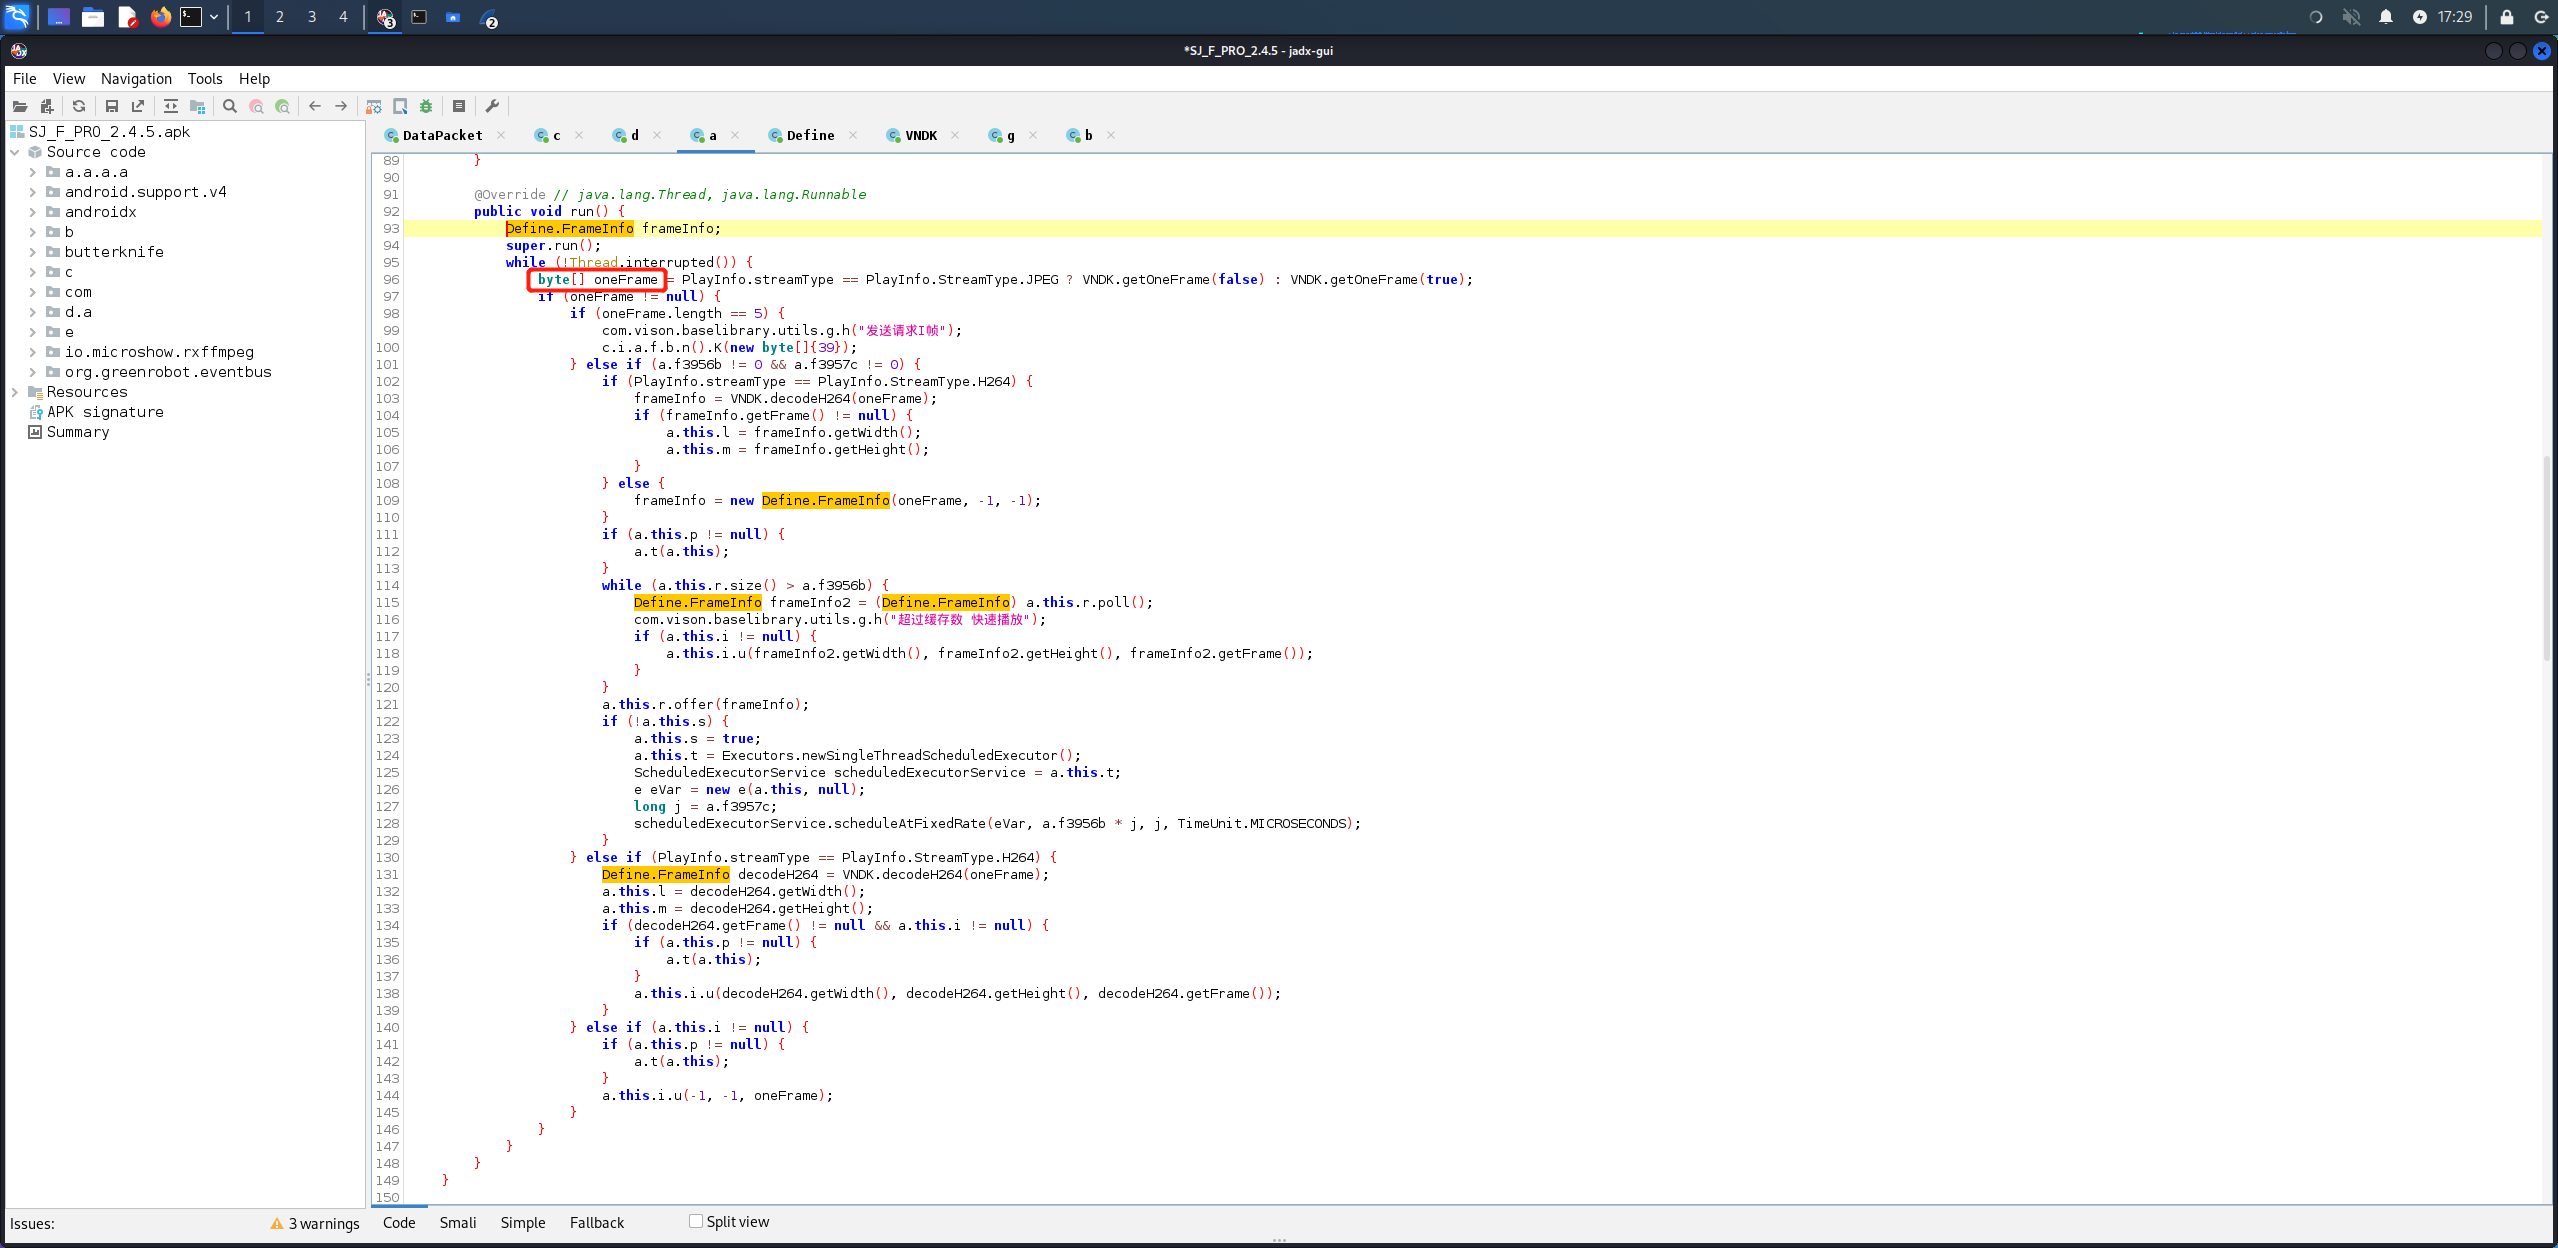 1 2 3 4 3 2 17:29
*SJ_F_PRO_2.4.5 - jadx-gui
File View Navigation Tools Help
SJ_F_PRO_2.4.5.apk
Source code
a.a.a.a
android.support.v4
androidx
b
butterknife
c
com
d.a
e
io.microshow.rxffmpeg
org.greenrobot.eventbus
Resources
APK signature
Summary
DataPacket c d a Define VNDK g b
89 }
90
91 @Override // java.lang.Thread, java.lang.Runnable
92 public void run() {
93 Define.FrameInfo frameInfo;
94 super.run();
95 while (!Thread.interrupted()) {
96 byte[] oneFrame = PlayInfo.streamType == PlayInfo.StreamType.JPEG ? VNDK.getOneFrame(false) : VNDK.getOneFrame(true);
97 if (oneFrame != null) {
98 if (oneFrame.length == 5) {
99 com.vison.baselibrary.utils.g.h("发送请求I帧");
100 c.i.a.f.b.n().K(new byte[]{39});
101 } else if (a.f3956b != 0 && a.f3957c != 0) {
102 if (PlayInfo.streamType == PlayInfo.StreamType.H264) {
103 frameInfo = VNDK.decodeH264(oneFrame);
104 if (frameInfo.getFrame() != null) {
105 a.this.l = frameInfo.getWidth();
106 a.this.m = frameInfo.getHeight();
107 }
108 } else {
109 frameInfo = new Define.FrameInfo(oneFrame, -1, -1);
110 }
111 if (a.this.p != null) {
112 a.t(a.this);
113 }
114 while (a.this.r.size() > a.f3956b) {
115 Define.FrameInfo frameInfo2 = (Define.FrameInfo) a.this.r.poll();
116 com.vison.baselibrary.utils.g.h("超过缓存数 快速播放");
117 if (a.this.i != null) {
118 a.this.i.u(frameInfo2.getWidth(), frameInfo2.getHeight(), frameInfo2.getFrame());
119 }
120 }
121 a.this.r.offer(frameInfo);
122 if (!a.this.s) {
123 a.this.s = true;
124 a.this.t = Executors.newSingleThreadScheduledExecutor();
125 ScheduledExecutorService scheduledExecutorService = a.this.t;
126 e eVar = new e(a.this, null);
127 long j = a.f3957c;
128 scheduledExecutorService.scheduleAtFixedRate(eVar, a.f3956b * j, j, TimeUnit.MICROSECONDS);
129 }
130 } else if (PlayInfo.streamType == PlayInfo.StreamType.H264) {
131 Define.FrameInfo decodeH264 = VNDK.decodeH264(oneFrame);
132 a.this.l = decodeH264.getWidth();
133 a.this.m = decodeH264.getHeight();
134 if (decodeH264.getFrame() != null && a.this.i != null) {
135 if (a.this.p != null) {
136 a.t(a.this);
137 }
138 a.this.i.u(decodeH264.getWidth(), decodeH264.getHeight(), decodeH264.getFrame());
139 }
140 } else if (a.this.i != null) {
141 if (a.this.p != null) {
142 a.t(a.this);
143 }
144 a.this.i.u(-1, -1, oneFrame);
145 }
146 }
147 }
148 }
149 }
150
Issues: 3 warnings Code Smali Simple Fallback Split view